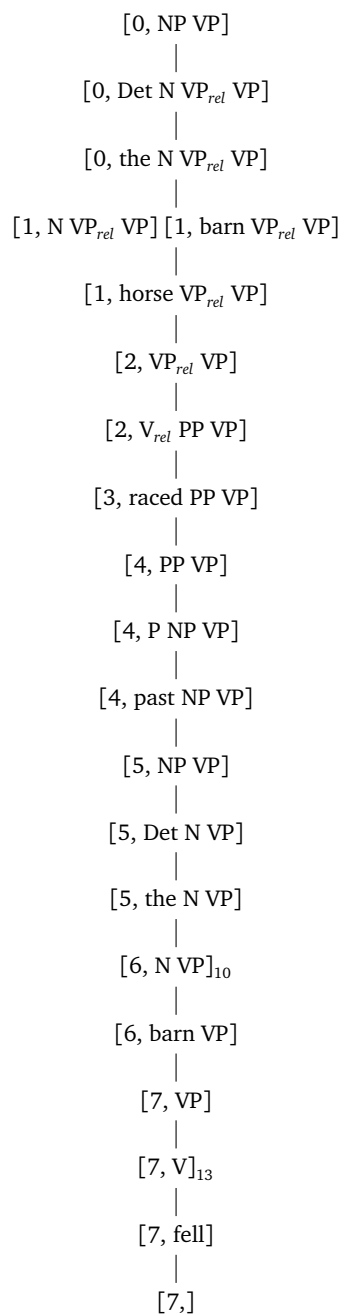 [0, NP VP]
[0, Det N VP_rel VP]
[0, the N VP_rel VP]
[1, N VP_rel VP] [1, barn VP_rel VP]
[1, horse VP_rel VP]
[2, VP_rel VP]
[2, V_rel PP VP]
[3, raced PP VP]
[4, PP VP]
[4, P NP VP]
[4, past NP VP]
[5, NP VP]
[5, Det N VP]
[5, the N VP]
[6, N VP]_10
[6, barn VP]
[7, VP]
[7, V]_13
[7, fell]
[7,]